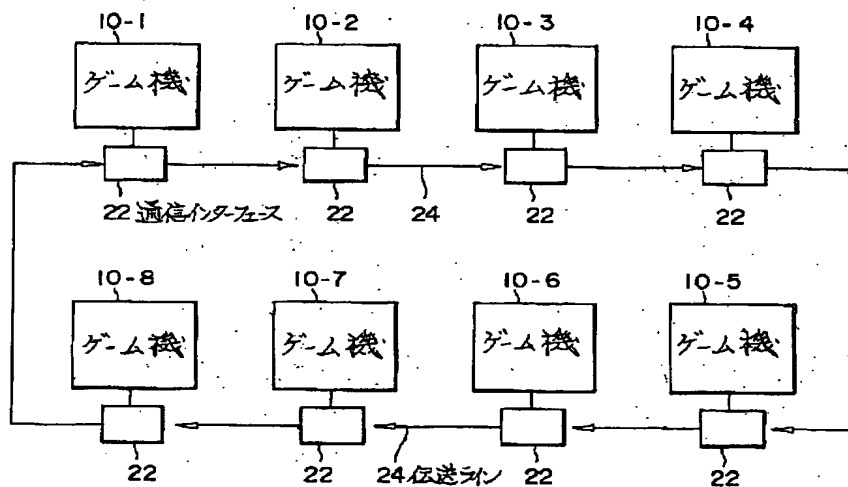 10-1 10-2 10-3 10-4
ゲーム機 ゲーム機 ゲーム機 ゲーム機
22 通信インターフェース 22 24 22 22
10-8 10-7 10-6 10-5
ゲーム機 ゲーム機 ゲーム機 ゲーム機
22 22 24 伝送ライン 22 22